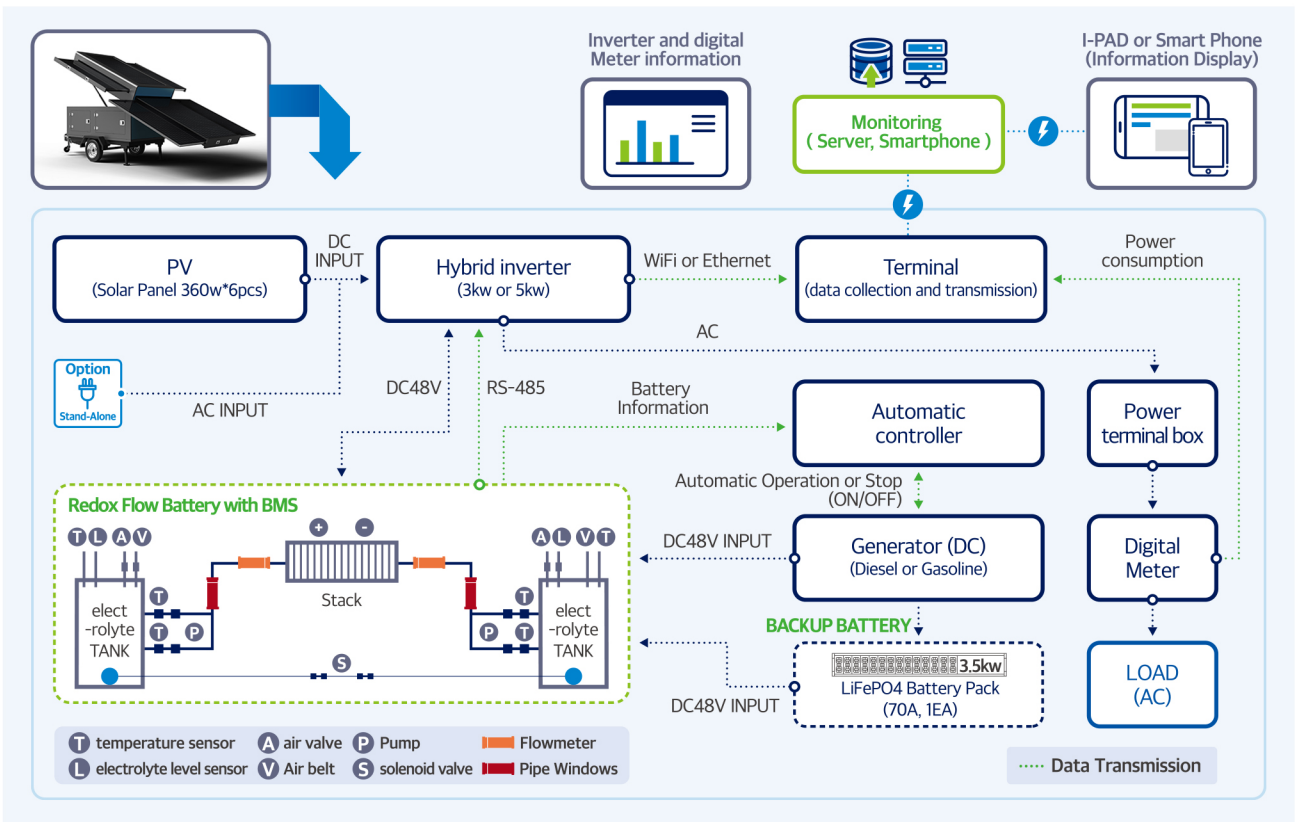 Inverter and digital
Meter information
I-PAD or Smart Phone
(Information Display)
Monitoring
( Server, Smartphone )
PV
(Solar Panel 360w*6pcs)
DC
INPUT
Hybrid inverter
(3kw or 5kw)
WiFi or Ethernet
Terminal
(data collection and transmission)
Power
consumption
AC
Option
Stand-Alone
AC INPUT
DC48V
RS-485
Battery
Information
Automatic
controller
Power
terminal box
Automatic Operation or Stop
(ON/OFF)
Redox Flow Battery with BMS
T L A V
+ -
A L V T
Stack
elect
-rolyte
TANK
T
T P
S
T
P T
elect
-rolyte
TANK
DC48V INPUT
Generator (DC)
(Diesel or Gasoline)
Digital
Meter
BACKUP BATTERY
3.5kw
LiFePO4 Battery Pack
(70A, 1EA)
DC48V INPUT
LOAD
(AC)
T temperature sensor A air valve P Pump Flowmeter
L electrolyte level sensor V Air belt S solenoid valve Pipe Windows
Data Transmission